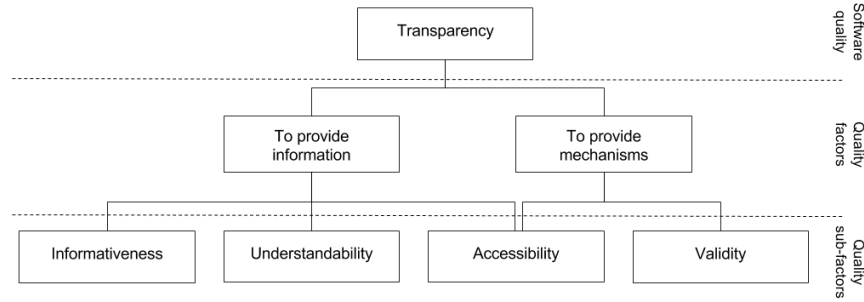 Transparency
Software
quality
To provide
information
To provide
mechanisms
Quality
factors
Informativeness
Understandability
Accessibility
Validity
Quality
sub-factors